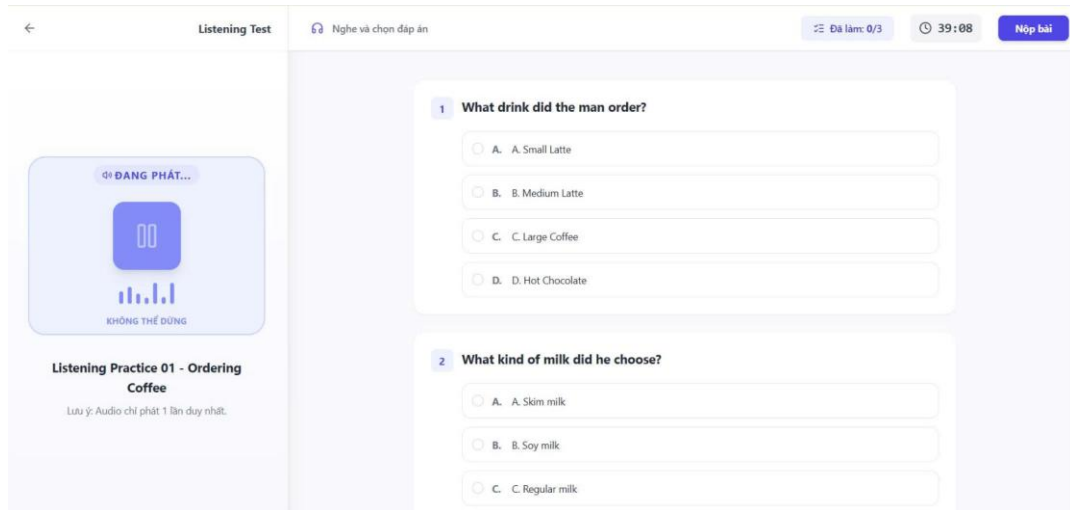 Listening Test
Nghe và chọn đáp án
Đã làm: 0/3
39:08
Nộp bài
ĐANG PHÁT...
KHÔNG THỂ DỪNG
Listening Practice 01 - Ordering
Coffee
Lưu ý: Audio chỉ phát 1 lần duy nhất.
1 What drink did the man order?
A. A. Small Latte
B. B. Medium Latte
C. C. Large Coffee
D. D. Hot Chocolate
2 What kind of milk did he choose?
A. A. Skim milk
B. B. Soy milk
C. C. Regular milk